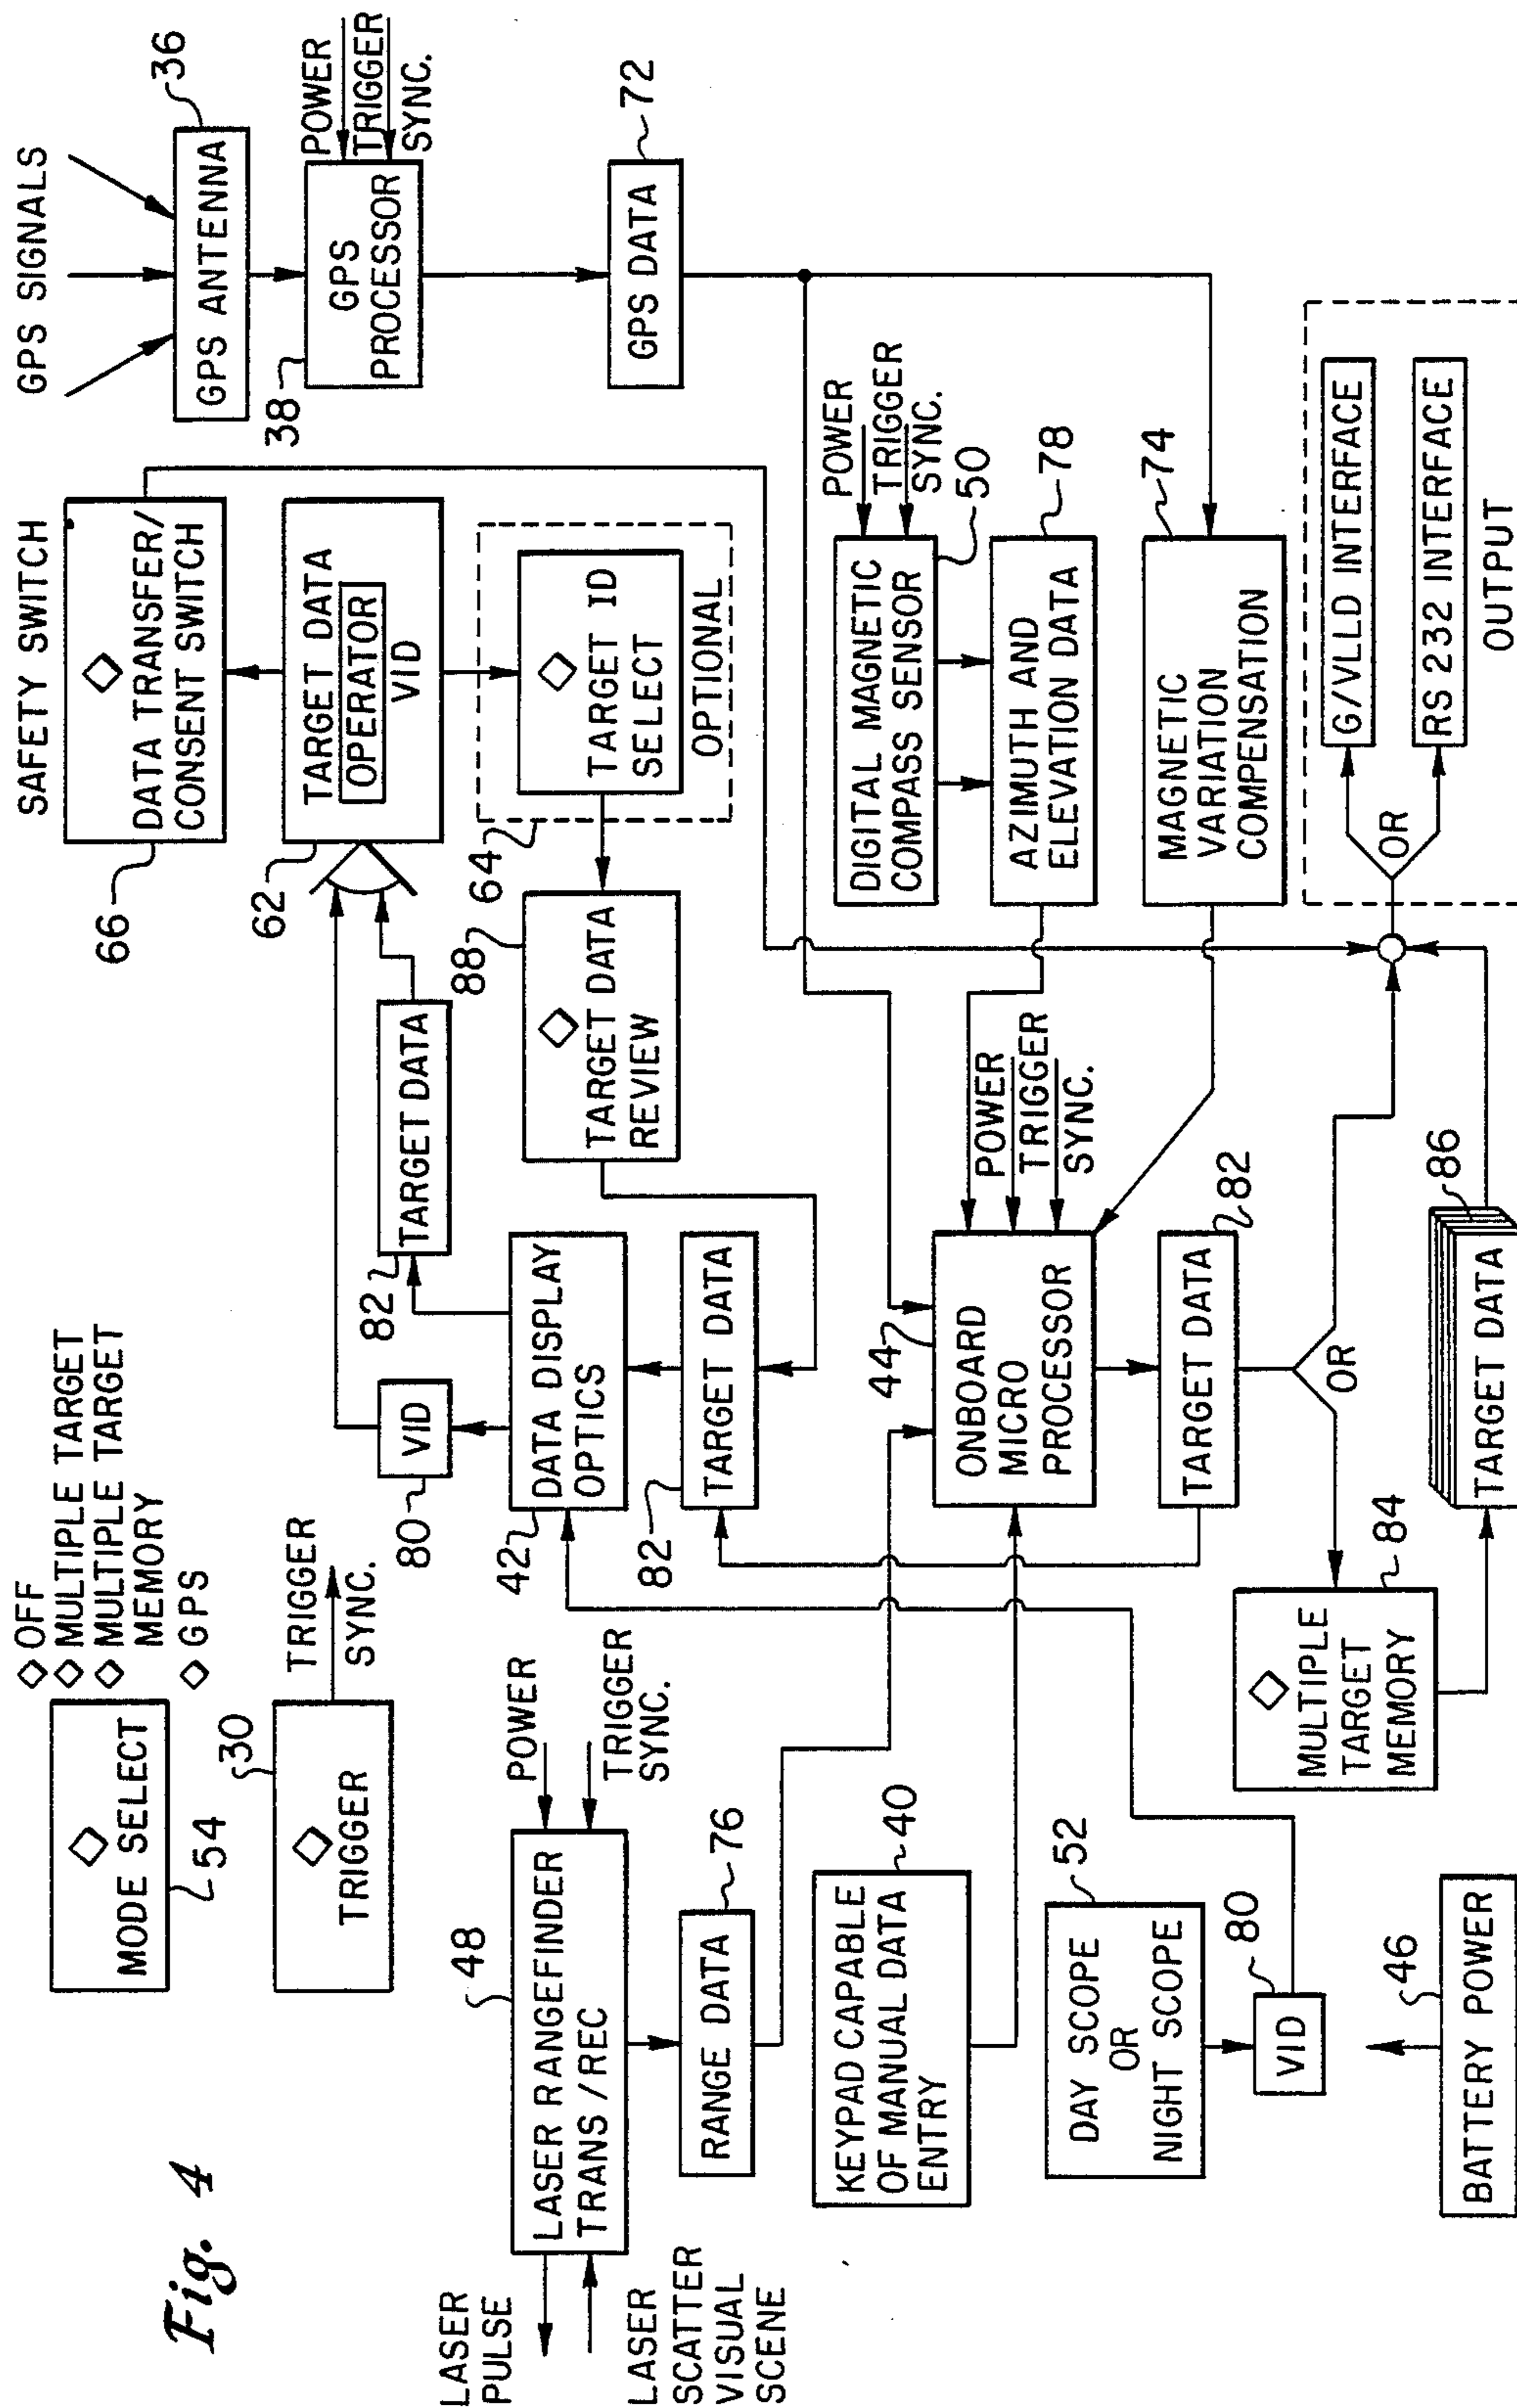 Fig. 4
MODE SELECT
54
OFF
MULTIPLE TARGET
MULTIPLE TARGET
MEMORY
GPS
30
TRIGGER
TRIGGER
SYNC.
LASER
PULSE
LASER
SCATTER
VISUAL
SCENE
48
LASER RANGEFINDER
TRANS / REC
POWER
TRIGGER
SYNC.
76
RANGE DATA
40
KEYPAD CAPABLE
OF MANUAL DATA
ENTRY
52
DAY SCOPE
OR
NIGHT SCOPE
80
VID
46
BATTERY POWER
SAFETY SWITCH
DATA TRANSFER/
CONSENT SWITCH
66
62
TARGET DATA
OPERATOR
VID
64
TARGET ID
SELECT
OPTIONAL
88
TARGET DATA
REVIEW
82
TARGET DATA
80
VID
42
DATA DISPLAY
OPTICS
82
TARGET DATA
44
ONBOARD
MICRO
PROCESSOR
POWER
TRIGGER
SYNC.
82
TARGET DATA
OR
84
MULTIPLE
TARGET
MEMORY
86
TARGET DATA
GPS SIGNALS
36
GPS ANTENNA
38
GPS
PROCESSOR
POWER
TRIGGER
SYNC.
72
GPS DATA
POWER
TRIGGER
SYNC.
50
DIGITAL MAGNETIC
COMPASS SENSOR
78
AZIMUTH AND
ELEVATION DATA
74
MAGNETIC
VARIATION
COMPENSATION
OR
G/VLLD INTERFACE
RS 232 INTERFACE
OUTPUT